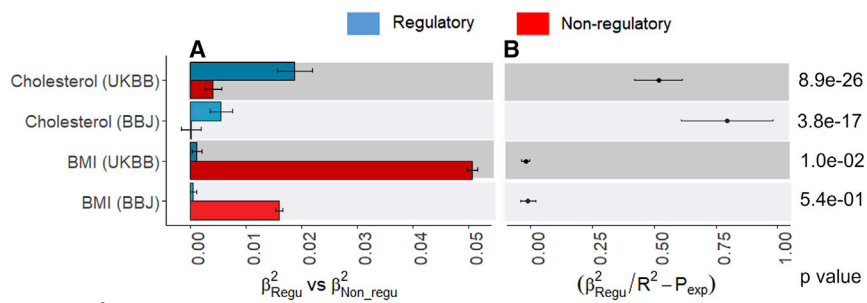 Regulatory
Non-regulatory
A
B
Cholesterol (UKBB)
8.9e-26
Cholesterol (BBJ)
3.8e-17
BMI (UKBB)
1.0e-02
BMI (BBJ)
5.4e-01
0.00
0.01
0.02
0.03
0.04
0.05
0.00
0.25
0.50
0.75
1.00
p value
β²Regu vs β²Non_regu
(β²Regu/R²−Pexp)